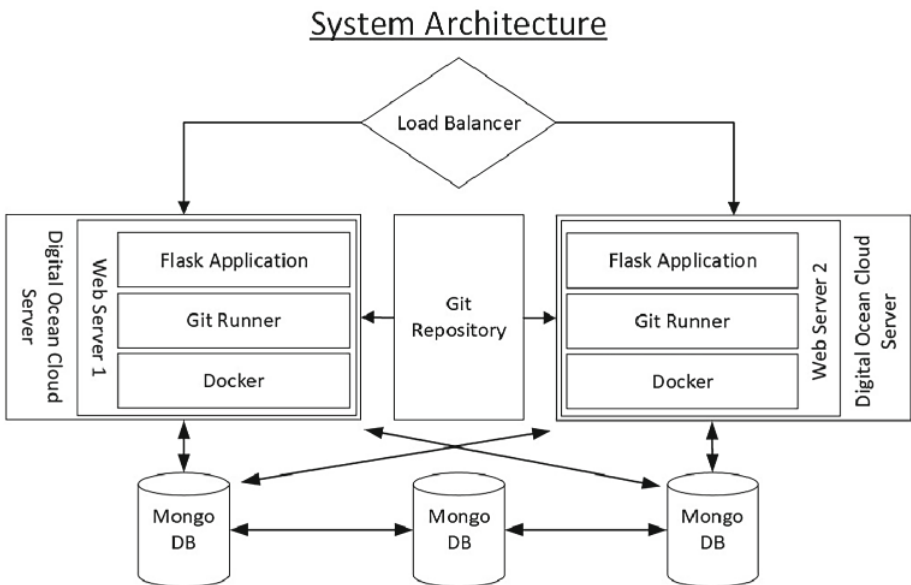 System Architecture
Load Balancer
Digital Ocean Cloud
Server
Web Server 1
Flask Application
Git Runner
Docker
Git
Repository
Flask Application
Git Runner
Docker
Web Server 2
Digital Ocean Cloud
Server
Mongo
DB
Mongo
DB
Mongo
DB